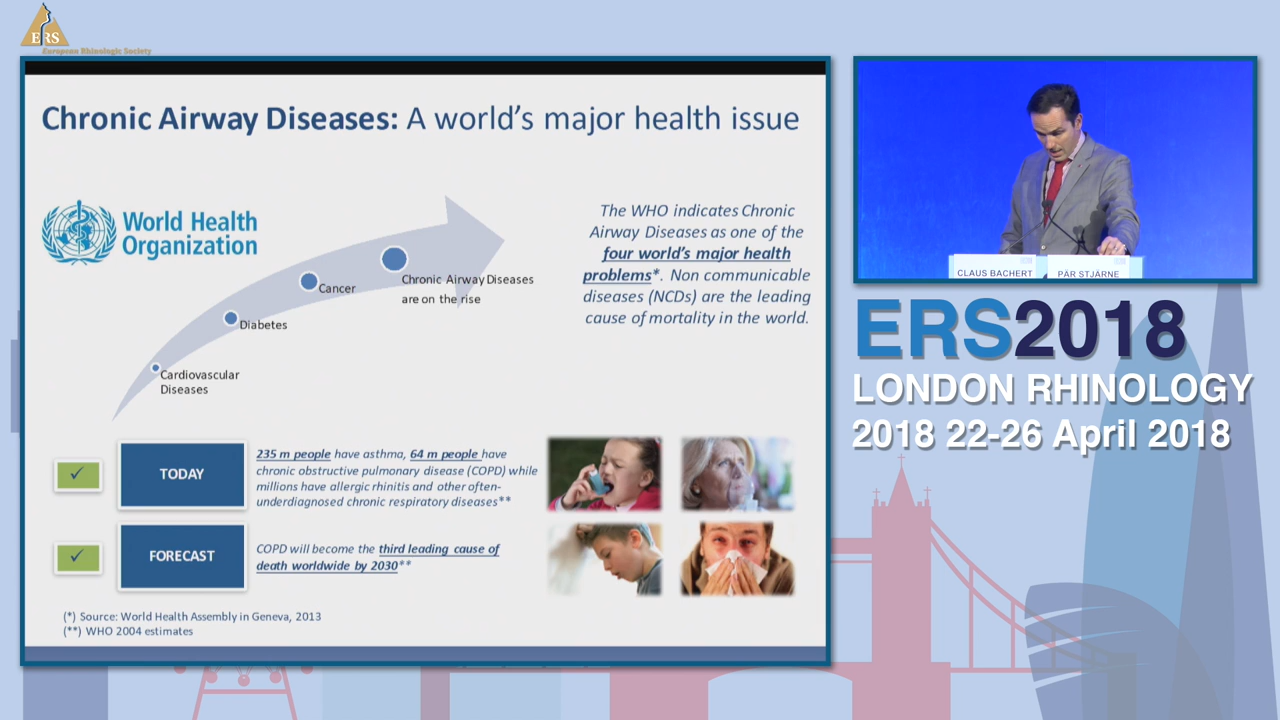 ERS
European Rhinologic Society
Chronic Airway Diseases: A world's major health issue
World Health
Organization
Cardiovascular
Diseases
Diabetes
Cancer
Chronic Airway Diseases
are on the rise
The WHO indicates Chronic
Airway Diseases as one of the
four world's major health
problems*. Non communicable
diseases (NCDs) are the leading
cause of mortality in the world.
TODAY
235 m people have asthma, 64 m people have
chronic obstructive pulmonary disease (COPD) while
millions have allergic rhinitis and other often-
underdiagnosed chronic respiratory diseases**
FORECAST
COPD will become the third leading cause of
death worldwide by 2030**
(*) Source: World Health Assembly in Geneva, 2013
(**) WHO 2004 estimates
CLAUS BACHERT
PÄR STJÄRNE
ERS2018
LONDON RHINOLOGY
2018 22-26 April 2018